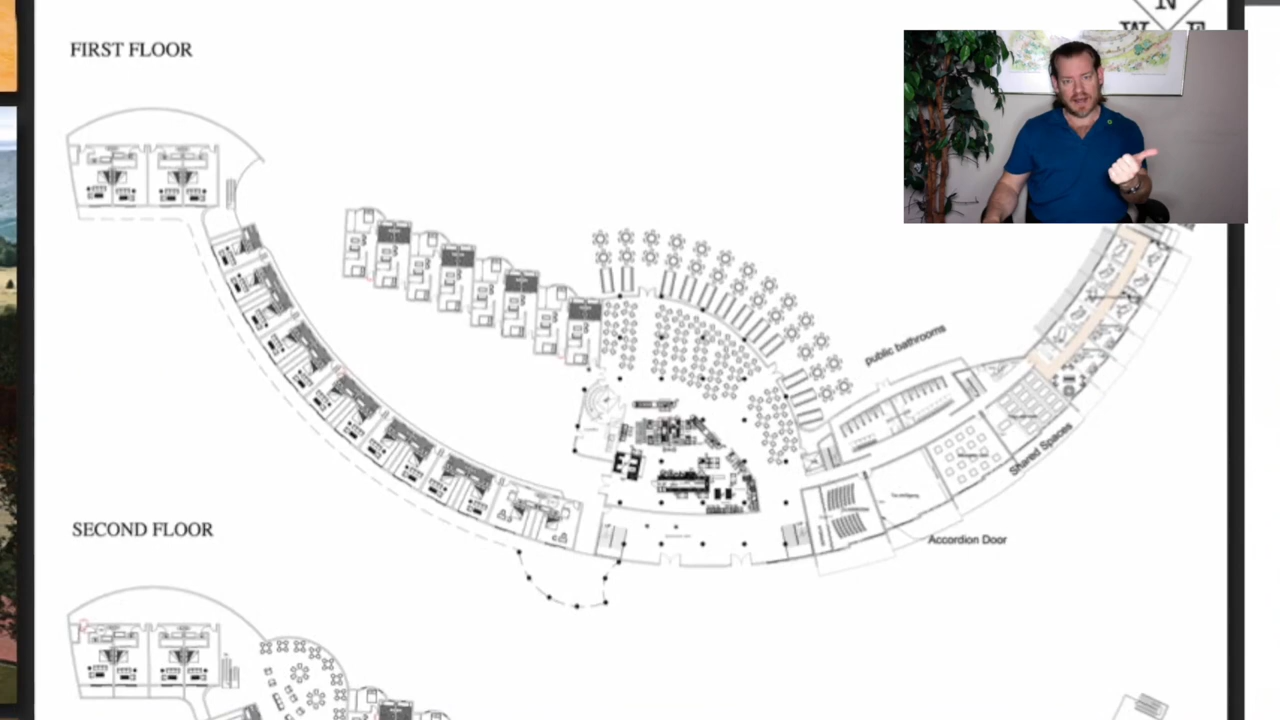 N
W E
FIRST FLOOR
public bathrooms
Shared Spaces
Accordion Door
SECOND FLOOR